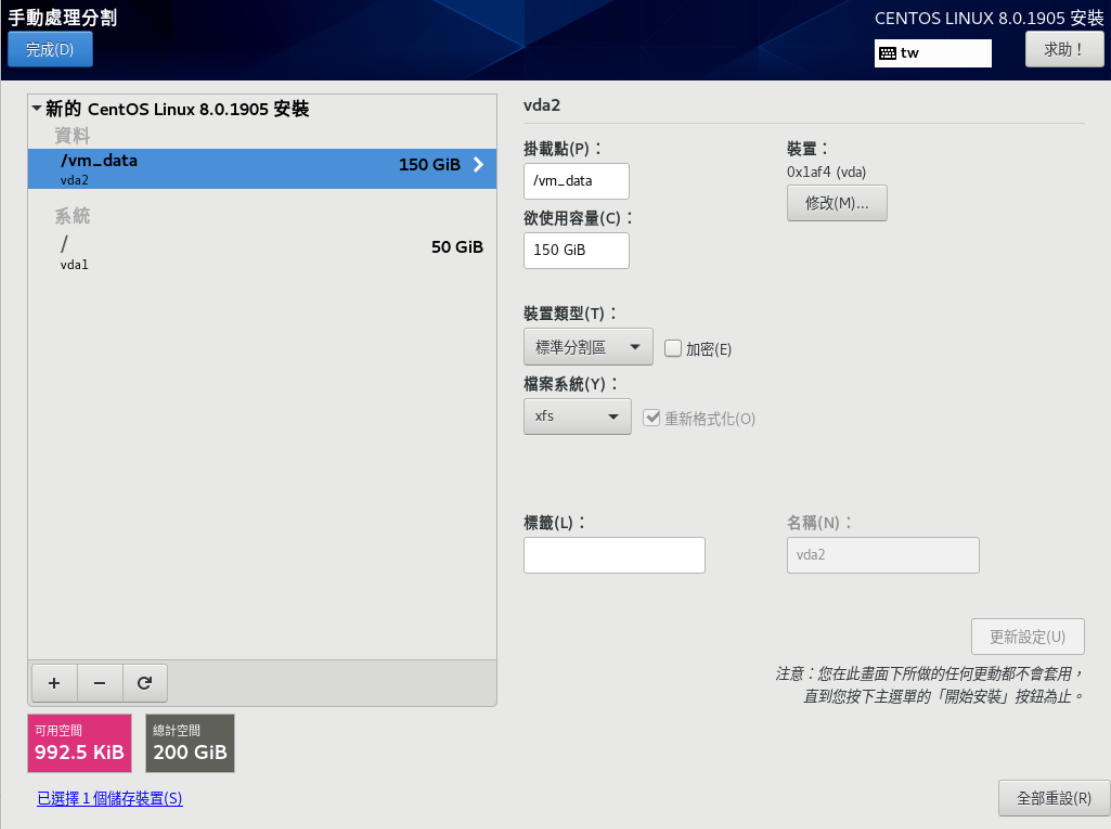 手動處理分割
CENTOS LINUX 8.0.1905 安裝
完成(D)
tw
求助！
新的 CentOS Linux 8.0.1905 安裝
資料
/vm_data
150 GiB
vda2
系統
/
50 GiB
vda1
vda2
掛載點(P)：
/vm_data
裝置：
0x1af4 (vda)
修改(M)...
欲使用容量(C)：
150 GiB
裝置類型(T)：
標準分割區
加密(E)
檔案系統(Y)：
xfs
重新格式化(O)
標籤(L)：
名稱(N)：
vda2
更新設定(U)
注意：您在此畫面下所做的任何更動都不會套用，
直到您按下主選單的「開始安裝」按鈕為止。
可用空間
992.5 KiB
總計空間
200 GiB
已選擇 1 個儲存裝置(S)
全部重設(R)